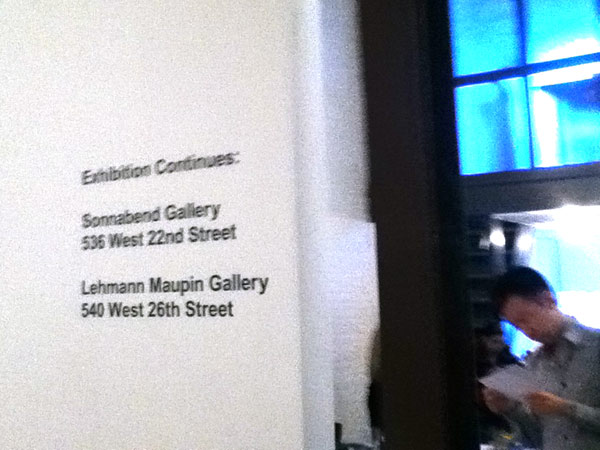 Exhibition Continues:
Sonnabend Gallery
536 West 22nd Street
Lehmann Maupin Gallery
540 West 26th Street